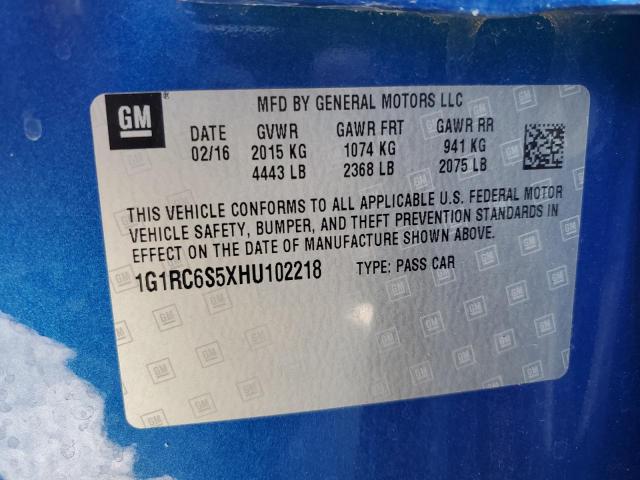 GM
MFD BY GENERAL MOTORS LLC
DATE GVWR GAWR FRT GAWR RR
02/16 2015 KG 1074 KG 941 KG
4443 LB 2368 LB 2075 LB
THIS VEHICLE CONFORMS TO ALL APPLICABLE U.S. FEDERAL MOTOR
VEHICLE SAFETY, BUMPER, AND THEFT PREVENTION STANDARDS IN
EFFECT ON THE DATE OF MANUFACTURE SHOWN ABOVE.
1G1RC6S5XHU102218 TYPE: PASS CAR